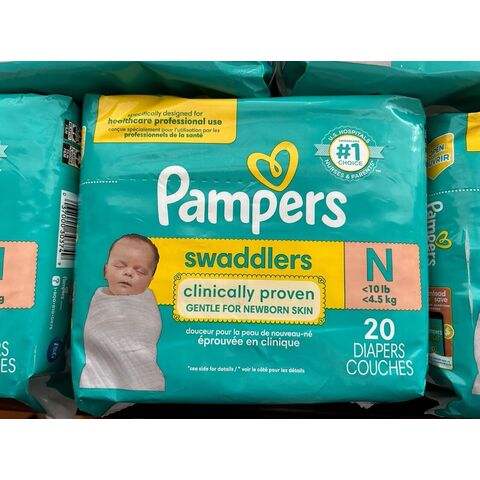 specifically designed for
healthcare professional use
conçue spécialement pour l'utilisation par les
professionnels de la santé
U.S. HOSPITALS
#1
CHOICE
NURSES & PARENTS
Pampers
swaddlers
clinically proven
GENTLE FOR NEWBORN SKIN
douceur pour la peau de nouveau-né
éprouvée en clinique
*see side for details / * voir le côté pour les détails
N
<10 lb
<4.5 kg
20
DIAPERS
COUCHES